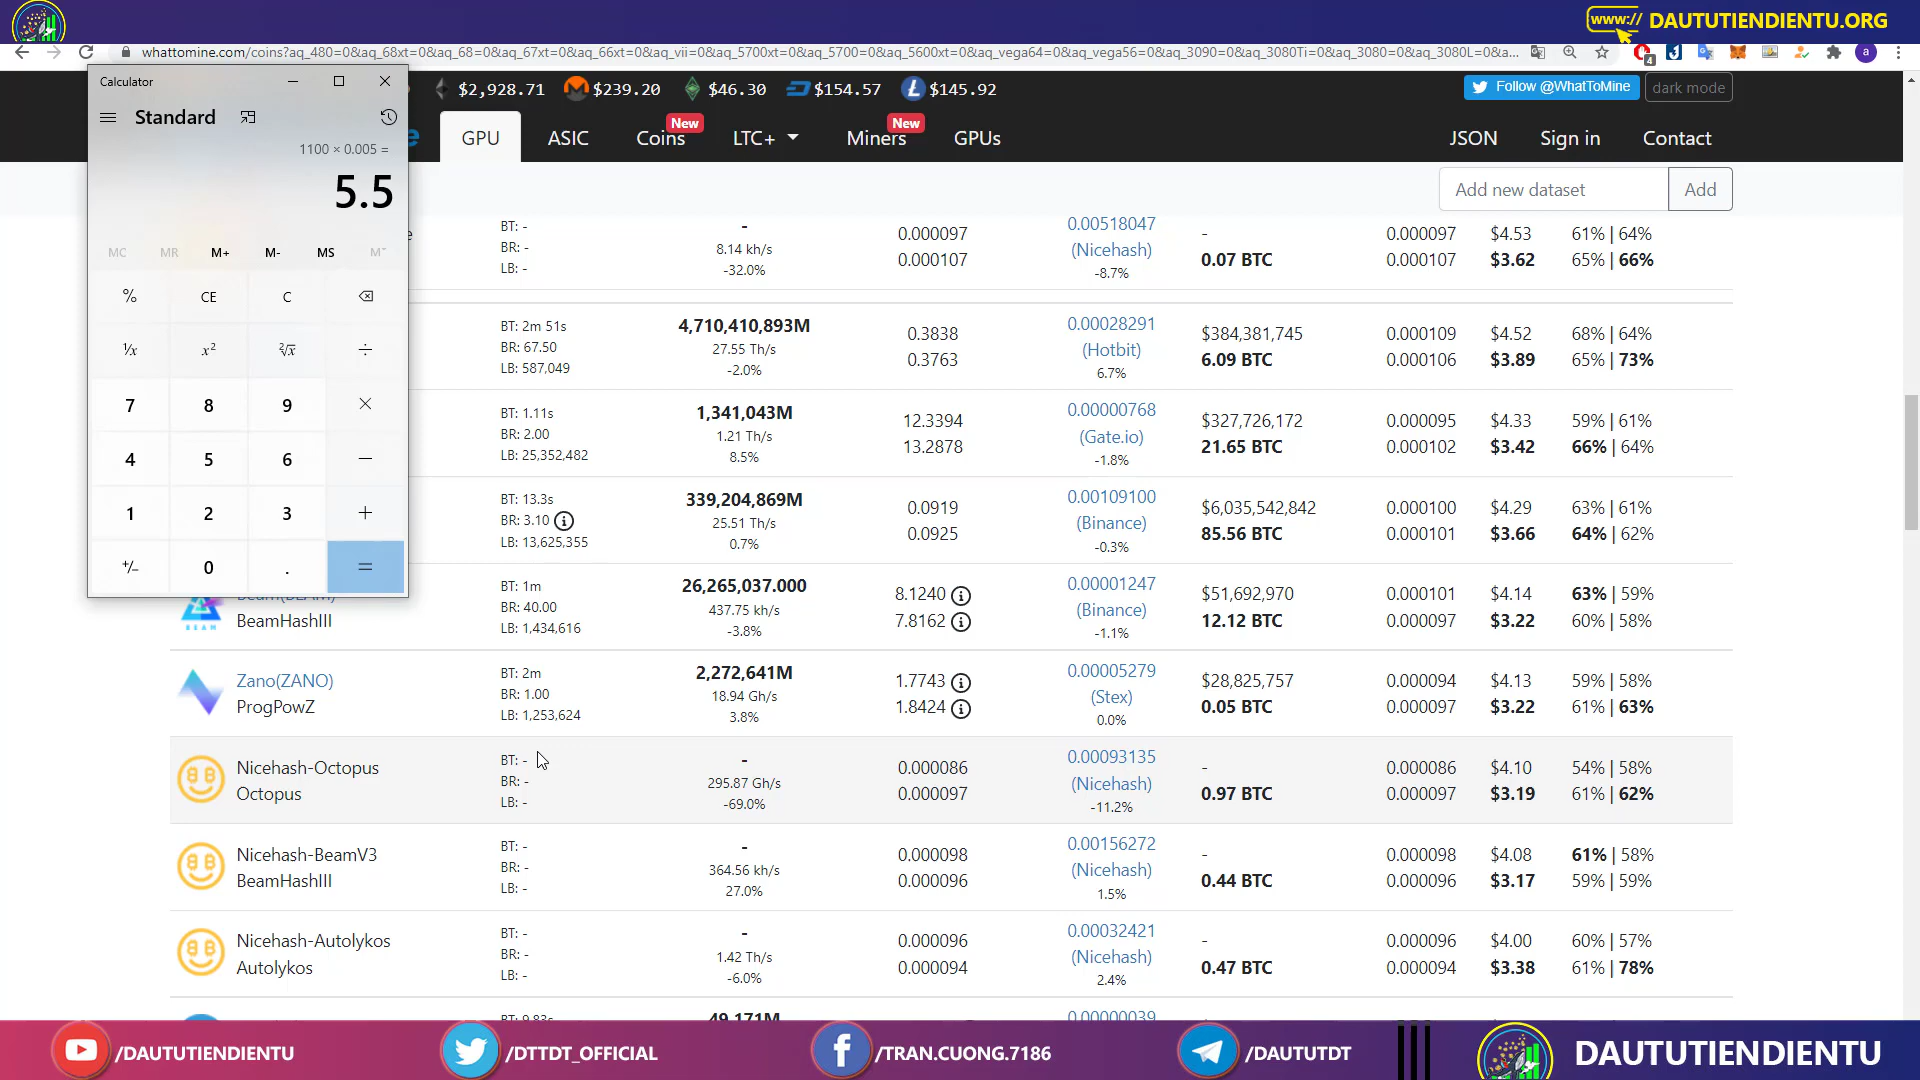 www:// DAUTUTIENDIENTU.ORG
whattomine.com/coins?aq_480=0&aq_68xt=0&aq_68=0&aq_67xt=0&aq_66xt=0&aq_vii=0&aq_5700xt=0&aq_5700=0&aq_5600xt=0&aq_vega64=0&aq_vega56=0&aq_3090=0&aq_3080Ti=0&aq_3080=0&aq_3080L=0&a...
4
a
Calculator
Standard
1100 × 0.005 =
5.5
MC MR M+ M- MS M˅
% CE C
¹/x x² ²√x ÷
7 8 9 ×
4 5 6 −
1 2 3 +
+/− 0 . =
$2,928.71 $239.20 $46.30 $154.57 $145.92
Follow @WhatToMine
dark mode
GPU ASIC Coins New LTC+ Miners New GPUs
JSON Sign in Contact
Add new dataset Add
BT: - - 0.000097 0.00518047 - 0.000097 $4.53 61% | 64%
BR: - 8.14 kh/s 0.000107 (Nicehash) 0.07 BTC 0.000107 $3.62 65% | 66%
LB: - -32.0% -8.7%
BT: 2m 51s 4,710,410,893M 0.3838 0.00028291 $384,381,745 0.000109 $4.52 68% | 64%
BR: 67.50 27.55 Th/s 0.3763 (Hotbit) 6.09 BTC 0.000106 $3.89 65% | 73%
LB: 587,049 -2.0% 6.7%
BT: 1.11s 1,341,043M 12.3394 0.00000768 $327,726,172 0.000095 $4.33 59% | 61%
BR: 2.00 1.21 Th/s 13.2878 (Gate.io) 21.65 BTC 0.000102 $3.42 66% | 64%
LB: 25,352,482 8.5% -1.8%
BT: 13.3s 339,204,869M 0.0919 0.00109100 $6,035,542,842 0.000100 $4.29 63% | 61%
BR: 3.10 25.51 Th/s 0.0925 (Binance) 85.56 BTC 0.000101 $3.66 64% | 62%
LB: 13,625,355 0.7% -0.3%
Beam(BEAM) BT: 1m 26,265,037.000 8.1240 0.00001247 $51,692,970 0.000101 $4.14 63% | 59%
BEAM BeamHashIII BR: 40.00 437.75 kh/s 7.8162 (Binance) 12.12 BTC 0.000097 $3.22 60% | 58%
LB: 1,434,616 -3.8% -1.1%
Zano(ZANO) BT: 2m 2,272,641M 1.7743 0.00005279 $28,825,757 0.000094 $4.13 59% | 58%
ProgPowZ BR: 1.00 18.94 Gh/s 1.8424 (Stex) 0.05 BTC 0.000097 $3.22 61% | 63%
LB: 1,253,624 3.8% 0.0%
Nicehash-Octopus BT: - - 0.000086 0.00093135 - 0.000086 $4.10 54% | 58%
Octopus BR: - 295.87 Gh/s 0.000097 (Nicehash) 0.97 BTC 0.000097 $3.19 61% | 62%
LB: - -69.0% -11.2%
Nicehash-BeamV3 BT: - - 0.000098 0.00156272 - 0.000098 $4.08 61% | 58%
BeamHashIII BR: - 364.56 kh/s 0.000096 (Nicehash) 0.44 BTC 0.000096 $3.17 59% | 59%
LB: - 27.0% 1.5%
Nicehash-Autolykos BT: - - 0.000096 0.00032421 - 0.000096 $4.00 60% | 57%
Autolykos BR: - 1.42 Th/s 0.000094 (Nicehash) 0.47 BTC 0.000094 $3.38 61% | 78%
LB: - -6.0% 2.4%
BT: 9.83s 49,171M 0.00000039
/DAUTUTIENDIENTU /DTTDT_OFFICIAL /TRAN.CUONG.7186 /DAUTUTDT DAUTUTIENDIENTU